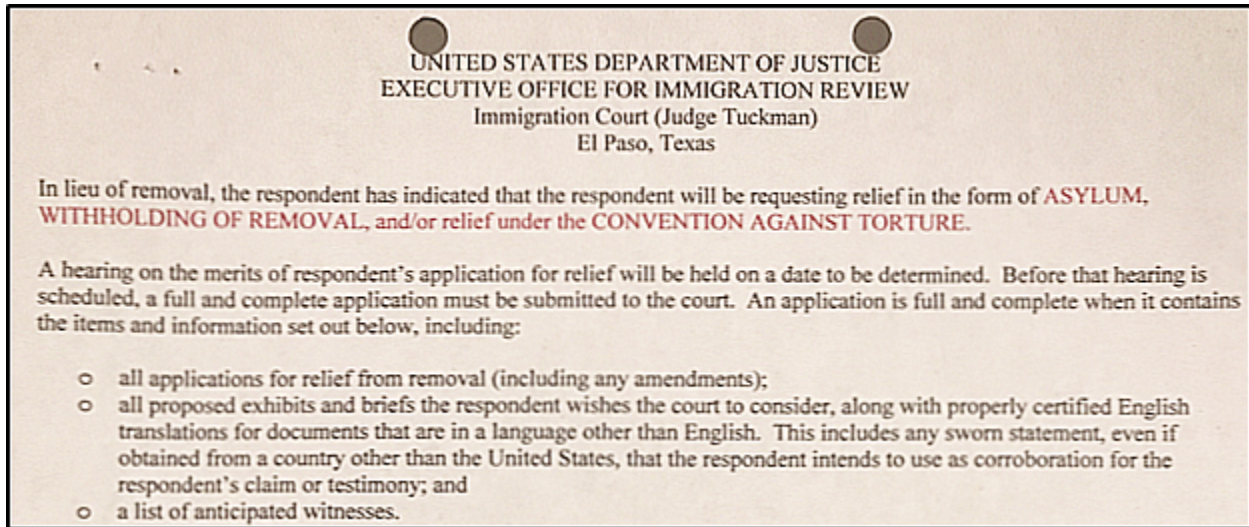 UNITED STATES DEPARTMENT OF JUSTICE
EXECUTIVE OFFICE FOR IMMIGRATION REVIEW
Immigration Court (Judge Tuckman)
El Paso, Texas
In lieu of removal, the respondent has indicated that the respondent will be requesting relief in the form of ASYLUM,
WITHHOLDING OF REMOVAL, and/or relief under the CONVENTION AGAINST TORTURE.
A hearing on the merits of respondent's application for relief will be held on a date to be determined. Before that hearing is
scheduled, a full and complete application must be submitted to the court. An application is full and complete when it contains
the items and information set out below, including:
o all applications for relief from removal (including any amendments);
o all proposed exhibits and briefs the respondent wishes the court to consider, along with properly certified English
translations for documents that are in a language other than English. This includes any sworn statement, even if
obtained from a country other than the United States, that the respondent intends to use as corroboration for the
respondent's claim or testimony; and
o a list of anticipated witnesses.